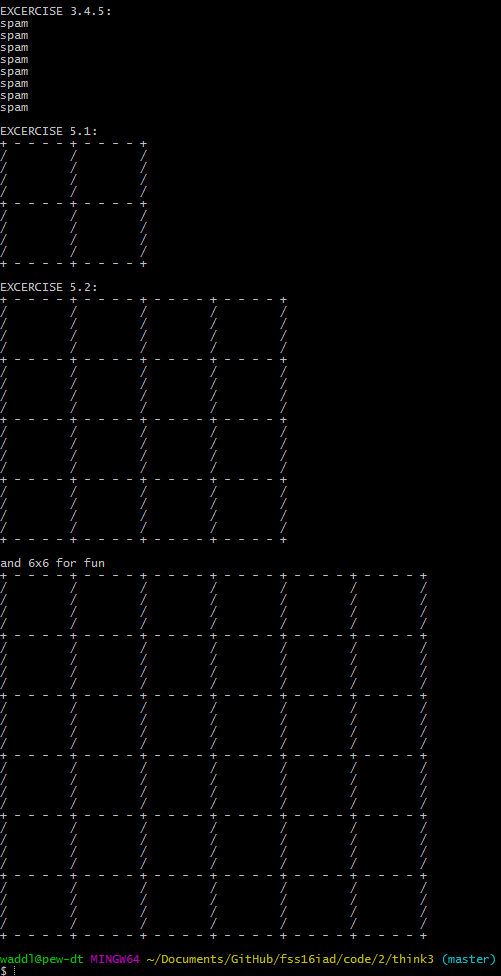 EXCERCISE 3.4.5:
spam
spam
spam
spam
spam
spam
spam
spam
EXCERCISE 5.1:
+ - - - - + - - - - +
/         /         /
/         /         /
/         /         /
/         /         /
+ - - - - + - - - - +
/         /         /
/         /         /
/         /         /
/         /         /
+ - - - - + - - - - +
EXCERCISE 5.2:
+ - - - - + - - - - + - - - - + - - - - +
/         /         /         /         /
/         /         /         /         /
/         /         /         /         /
/         /         /         /         /
+ - - - - + - - - - + - - - - + - - - - +
/         /         /         /         /
/         /         /         /         /
/         /         /         /         /
/         /         /         /         /
+ - - - - + - - - - + - - - - + - - - - +
/         /         /         /         /
/         /         /         /         /
/         /         /         /         /
/         /         /         /         /
+ - - - - + - - - - + - - - - + - - - - +
/         /         /         /         /
/         /         /         /         /
/         /         /         /         /
/         /         /         /         /
+ - - - - + - - - - + - - - - + - - - - +
and 6x6 for fun
+ - - - - + - - - - + - - - - + - - - - + - - - - + - - - - +
/         /         /         /         /         /         /
/         /         /         /         /         /         /
/         /         /         /         /         /         /
/         /         /         /         /         /         /
+ - - - - + - - - - + - - - - + - - - - + - - - - + - - - - +
/         /         /         /         /         /         /
/         /         /         /         /         /         /
/         /         /         /         /         /         /
/         /         /         /         /         /         /
+ - - - - + - - - - + - - - - + - - - - + - - - - + - - - - +
/         /         /         /         /         /         /
/         /         /         /         /         /         /
/         /         /         /         /         /         /
/         /         /         /         /         /         /
+ - - - - + - - - - + - - - - + - - - - + - - - - + - - - - +
/         /         /         /         /         /         /
/         /         /         /         /         /         /
/         /         /         /         /         /         /
/         /         /         /         /         /         /
+ - - - - + - - - - + - - - - + - - - - + - - - - + - - - - +
/         /         /         /         /         /         /
/         /         /         /         /         /         /
/         /         /         /         /         /         /
/         /         /         /         /         /         /
+ - - - - + - - - - + - - - - + - - - - + - - - - + - - - - +
/         /         /         /         /         /         /
/         /         /         /         /         /         /
/         /         /         /         /         /         /
/         /         /         /         /         /         /
+ - - - - + - - - - + - - - - + - - - - + - - - - + - - - - +
waddl@pew-dt MINGW64 ~/Documents/GitHub/fss16iad/code/2/think3 (master)
$